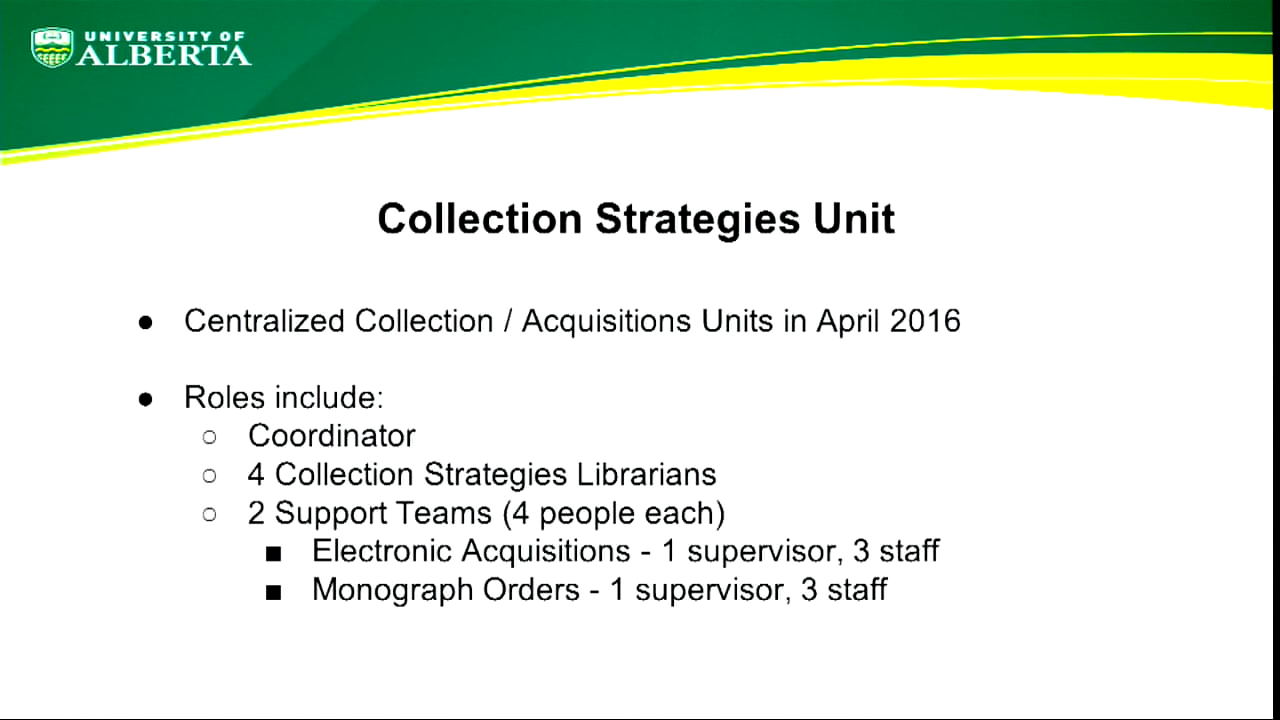 UNIVERSITY OF
ALBERTA
Collection Strategies Unit
● Centralized Collection / Acquisitions Units in April 2016
● Roles include:
○ Coordinator
○ 4 Collection Strategies Librarians
○ 2 Support Teams (4 people each)
■ Electronic Acquisitions - 1 supervisor, 3 staff
■ Monograph Orders - 1 supervisor, 3 staff